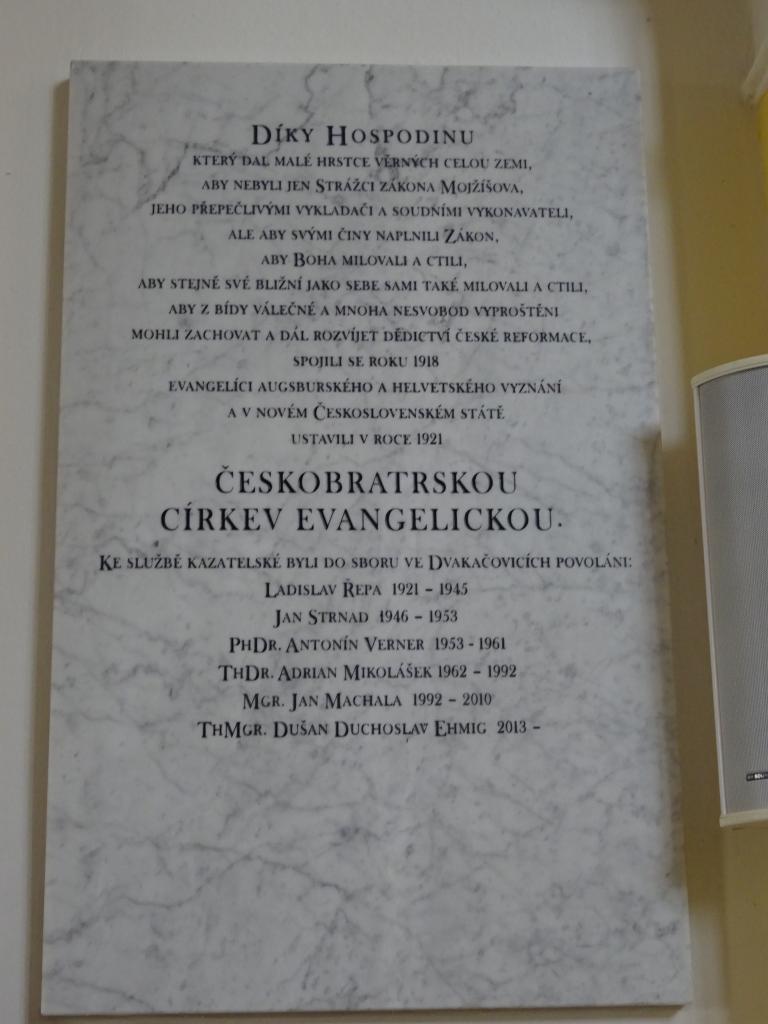 Díky Hospodinu
který dal malé hrstce věrných celou zemi,
aby nebyli jen Strážci zákona Mojžíšova,
jeho přepečlivými vykladači a soudními vykonavateli,
ale aby svými činy naplnili Zákon,
aby Boha milovali a ctili,
aby stejně své bližní jako sebe sami také milovali a ctili,
aby z bídy válečné a mnoha nesvobod vyproštěni
mohli zachovat a dál rozvíjet dědictví české reformace,
spojili se roku 1918
evangelíci augsburského a helvetského vyznání
a v novém Československém státě
ustavili v roce 1921
ČESKOBRATRSKOU
CÍRKEV EVANGELICKOU.
Ke službě kazatelské byli do sboru ve Dvakačovicích povoláni:
Ladislav Řepa 1921 – 1945
Jan Strnad 1946 – 1953
PhDr. Antonín Verner 1953 - 1961
ThDr. Adrian Mikolášek 1962 – 1992
Mgr. Jan Machala 1992 – 2010
ThMgr. Dušan Duchoslav Ehmig 2013 –